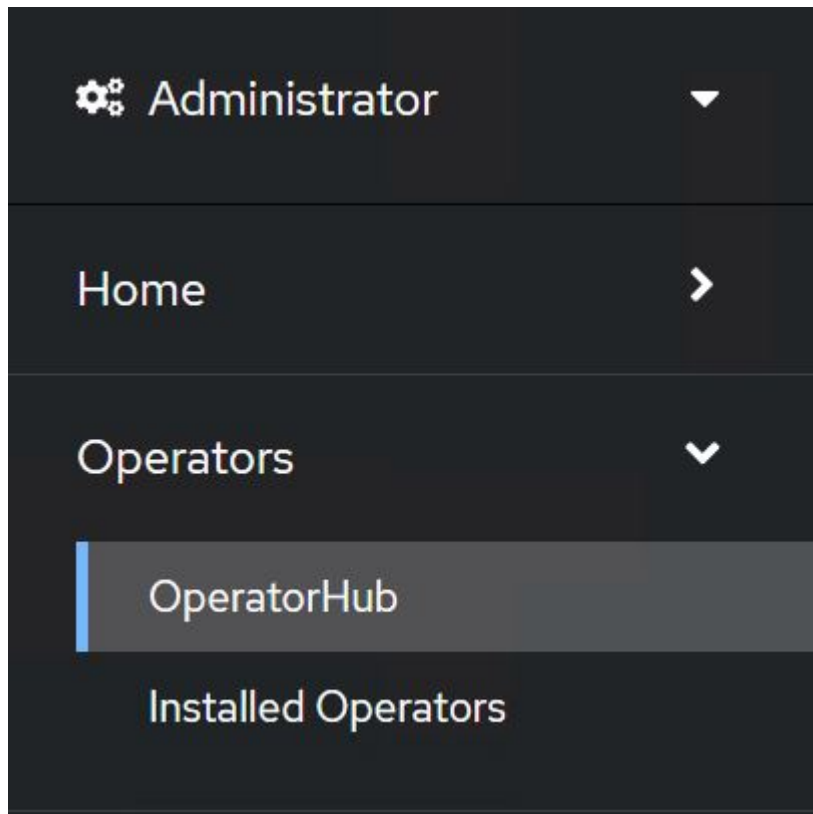 Administrator
Home
Operators
OperatorHub
Installed Operators